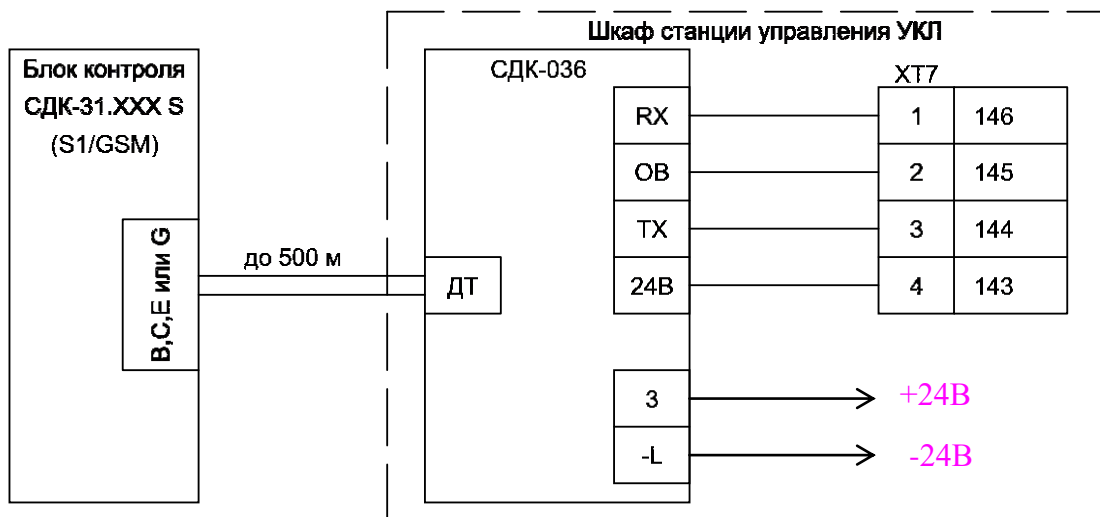 Шкаф станции управления УКЛ
Блок контроля
СДК-31.XXX S
(S1/GSM)
B,C,E или G
до 500 м
СДК-036
ДТ
RX
ОВ
TX
24В
3
-L
XT7
1 146
2 145
3 144
4 143
+24В
-24В